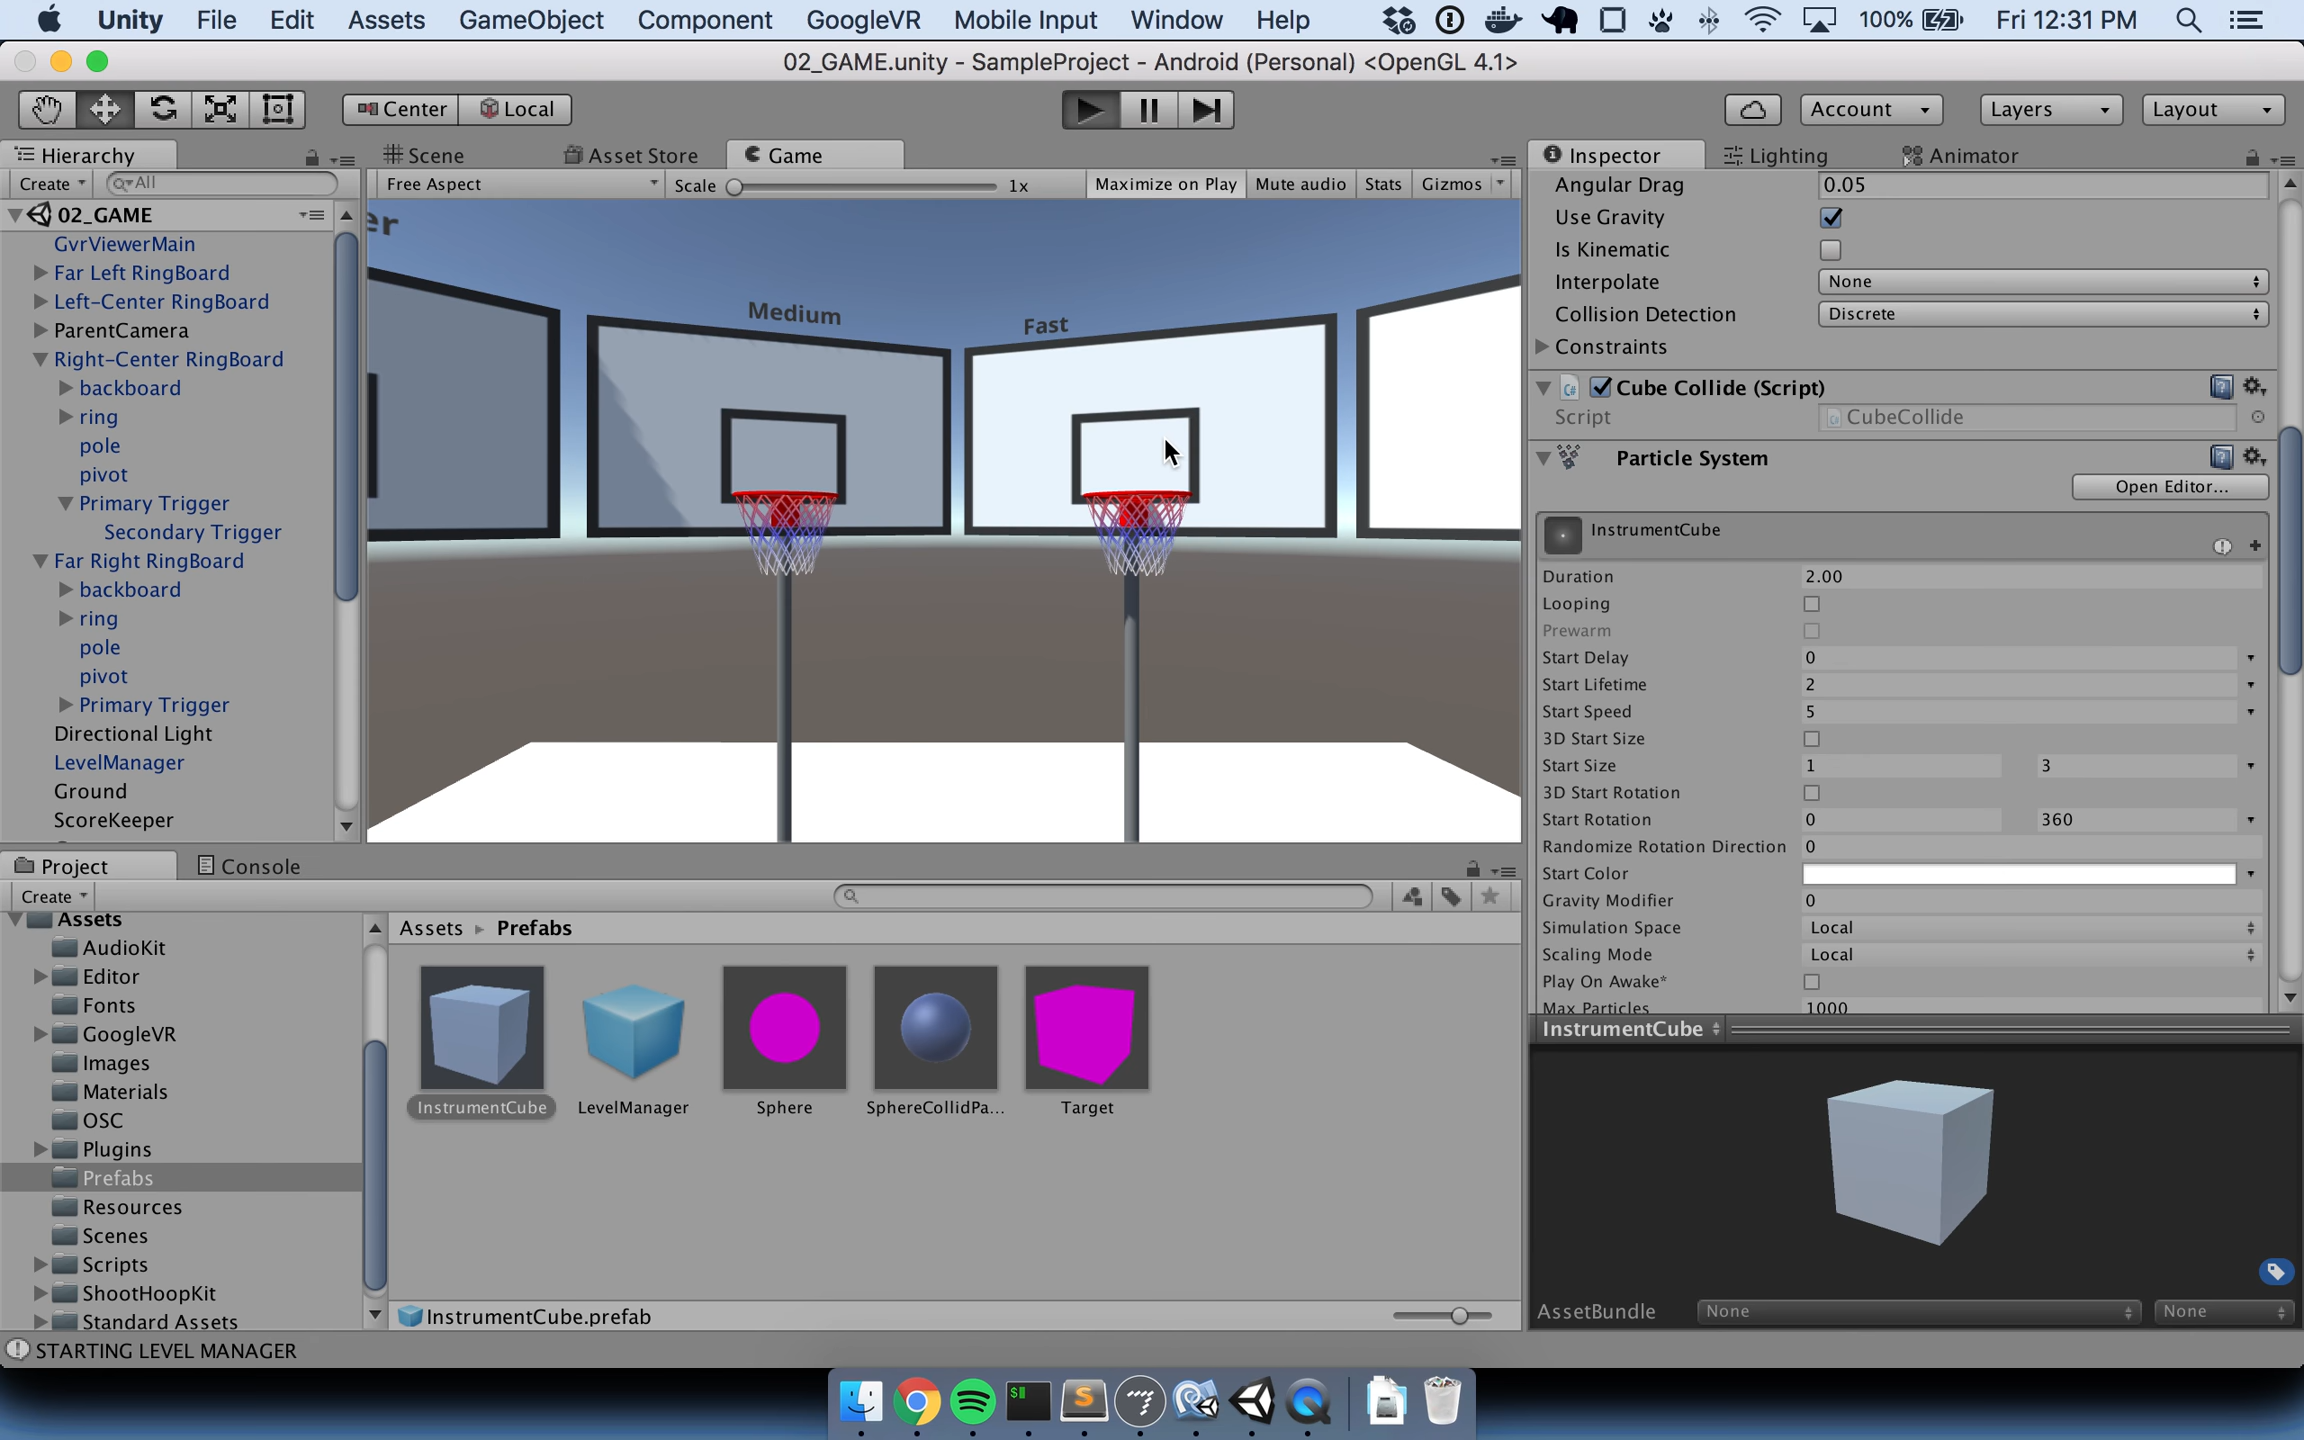 Unity File Edit Assets GameObject Component GoogleVR Mobile Input Window Help 100% Fri 12:31 PM
02_GAME.unity - SampleProject - Android (Personal) <OpenGL 4.1>
Center Local Account Layers Layout
Hierarchy
Create All
02_GAME
GvrViewerMain
Far Left RingBoard
Left-Center RingBoard
ParentCamera
Right-Center RingBoard
backboard
ring
pole
pivot
Primary Trigger
Secondary Trigger
Far Right RingBoard
backboard
ring
pole
pivot
Primary Trigger
Directional Light
LevelManager
Ground
ScoreKeeper
Scene Asset Store Game
Free Aspect Scale 1x Maximize on Play Mute audio Stats Gizmos
er
Medium
Fast
Inspector Lighting Animator
Angular Drag 0.05
Use Gravity
Is Kinematic
Interpolate None
Collision Detection Discrete
Constraints
Cube Collide (Script)
Script CubeCollide
Particle System
Open Editor...
InstrumentCube
Duration 2.00
Looping
Prewarm
Start Delay 0
Start Lifetime 2
Start Speed 5
3D Start Size
Start Size 1 3
3D Start Rotation
Start Rotation 0 360
Randomize Rotation Direction 0
Start Color
Gravity Modifier 0
Simulation Space Local
Scaling Mode Local
Play On Awake*
Max Particles 1000
InstrumentCube
AssetBundle None None
Project Console
Create
Assets
AudioKit
Editor
Fonts
GoogleVR
Images
Materials
OSC
Plugins
Prefabs
Resources
Scenes
Scripts
ShootHoopKit
Standard Assets
Assets Prefabs
InstrumentCube LevelManager Sphere SphereCollidPa... Target
InstrumentCube.prefab
STARTING LEVEL MANAGER